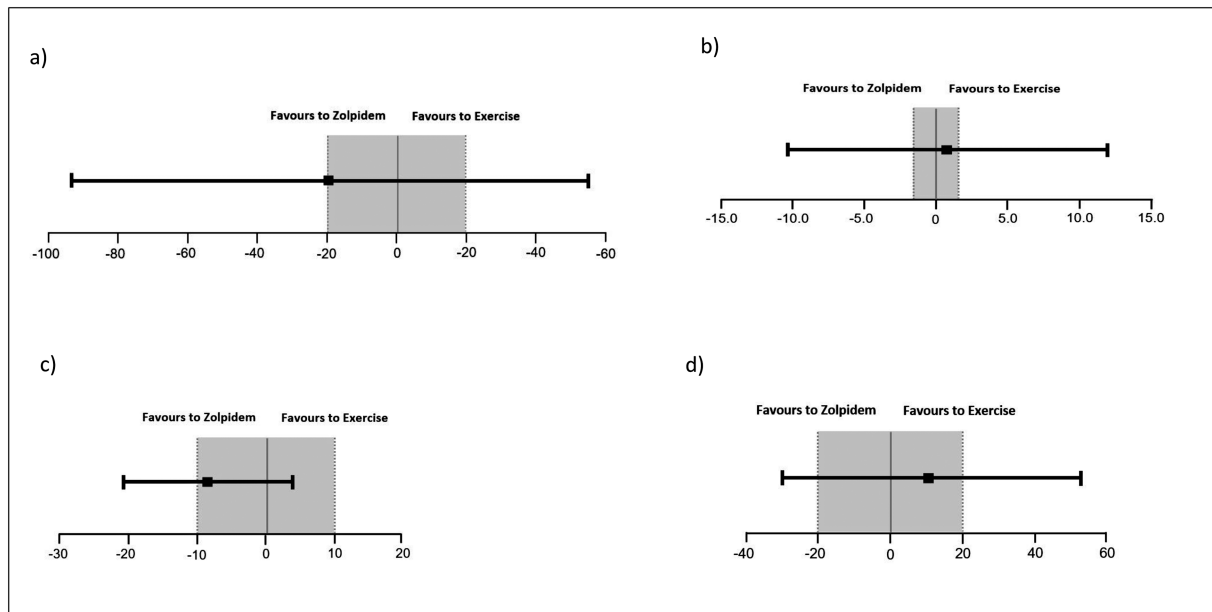 a)
Favours to Zolpidem Favours to Exercise
-100 -80 -60 -40 -20 0 -20 -40 -60
b)
Favours to Zolpidem Favours to Exercise
-15.0 -10.0 -5.0 0 5.0 10.0 15.0
c)
Favours to Zolpidem Favours to Exercise
-30 -20 -10 0 10 20
d)
Favours to Zolpidem Favours to Exercise
-40 -20 0 20 40 60